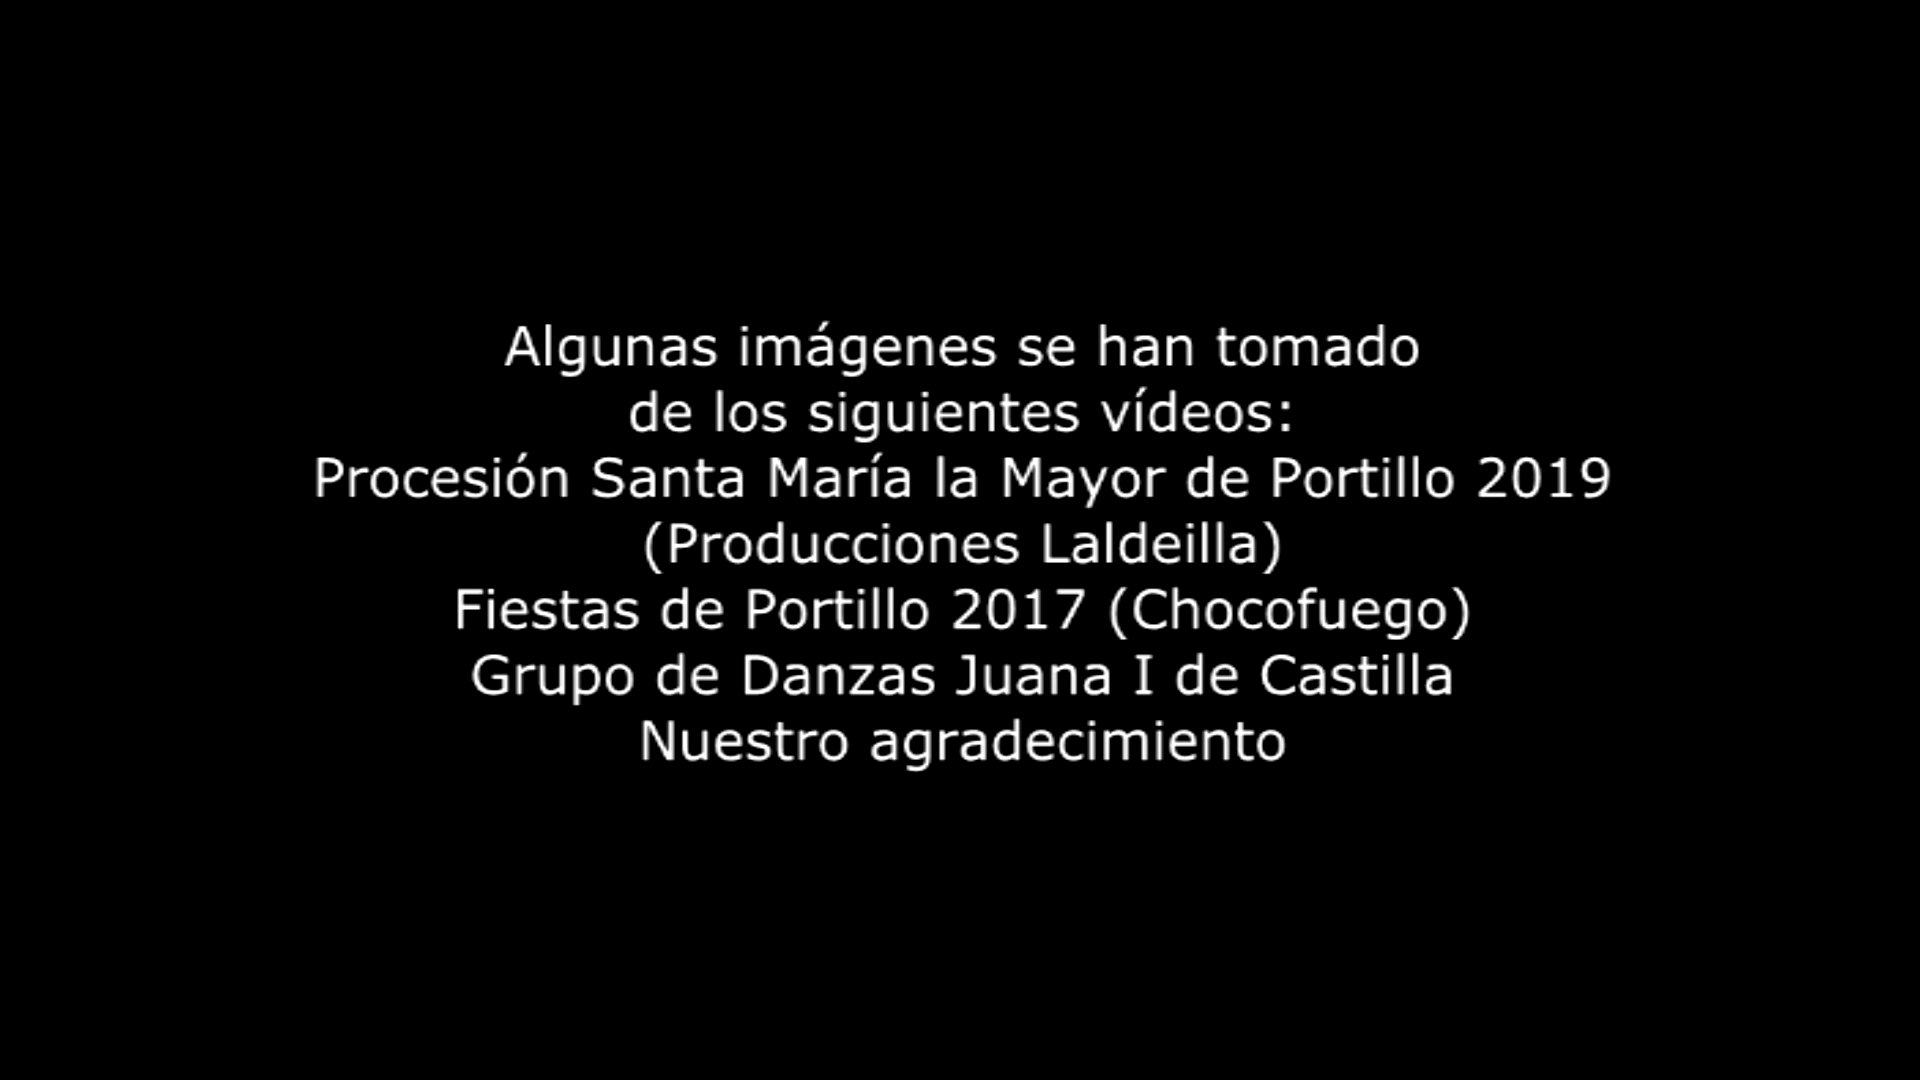 Algunas imágenes se han tomado
de los siguientes vídeos:
Procesión Santa María la Mayor de Portillo 2019
(Producciones Laldeilla)
Fiestas de Portillo 2017 (Chocofuego)
Grupo de Danzas Juana I de Castilla
Nuestro agradecimiento